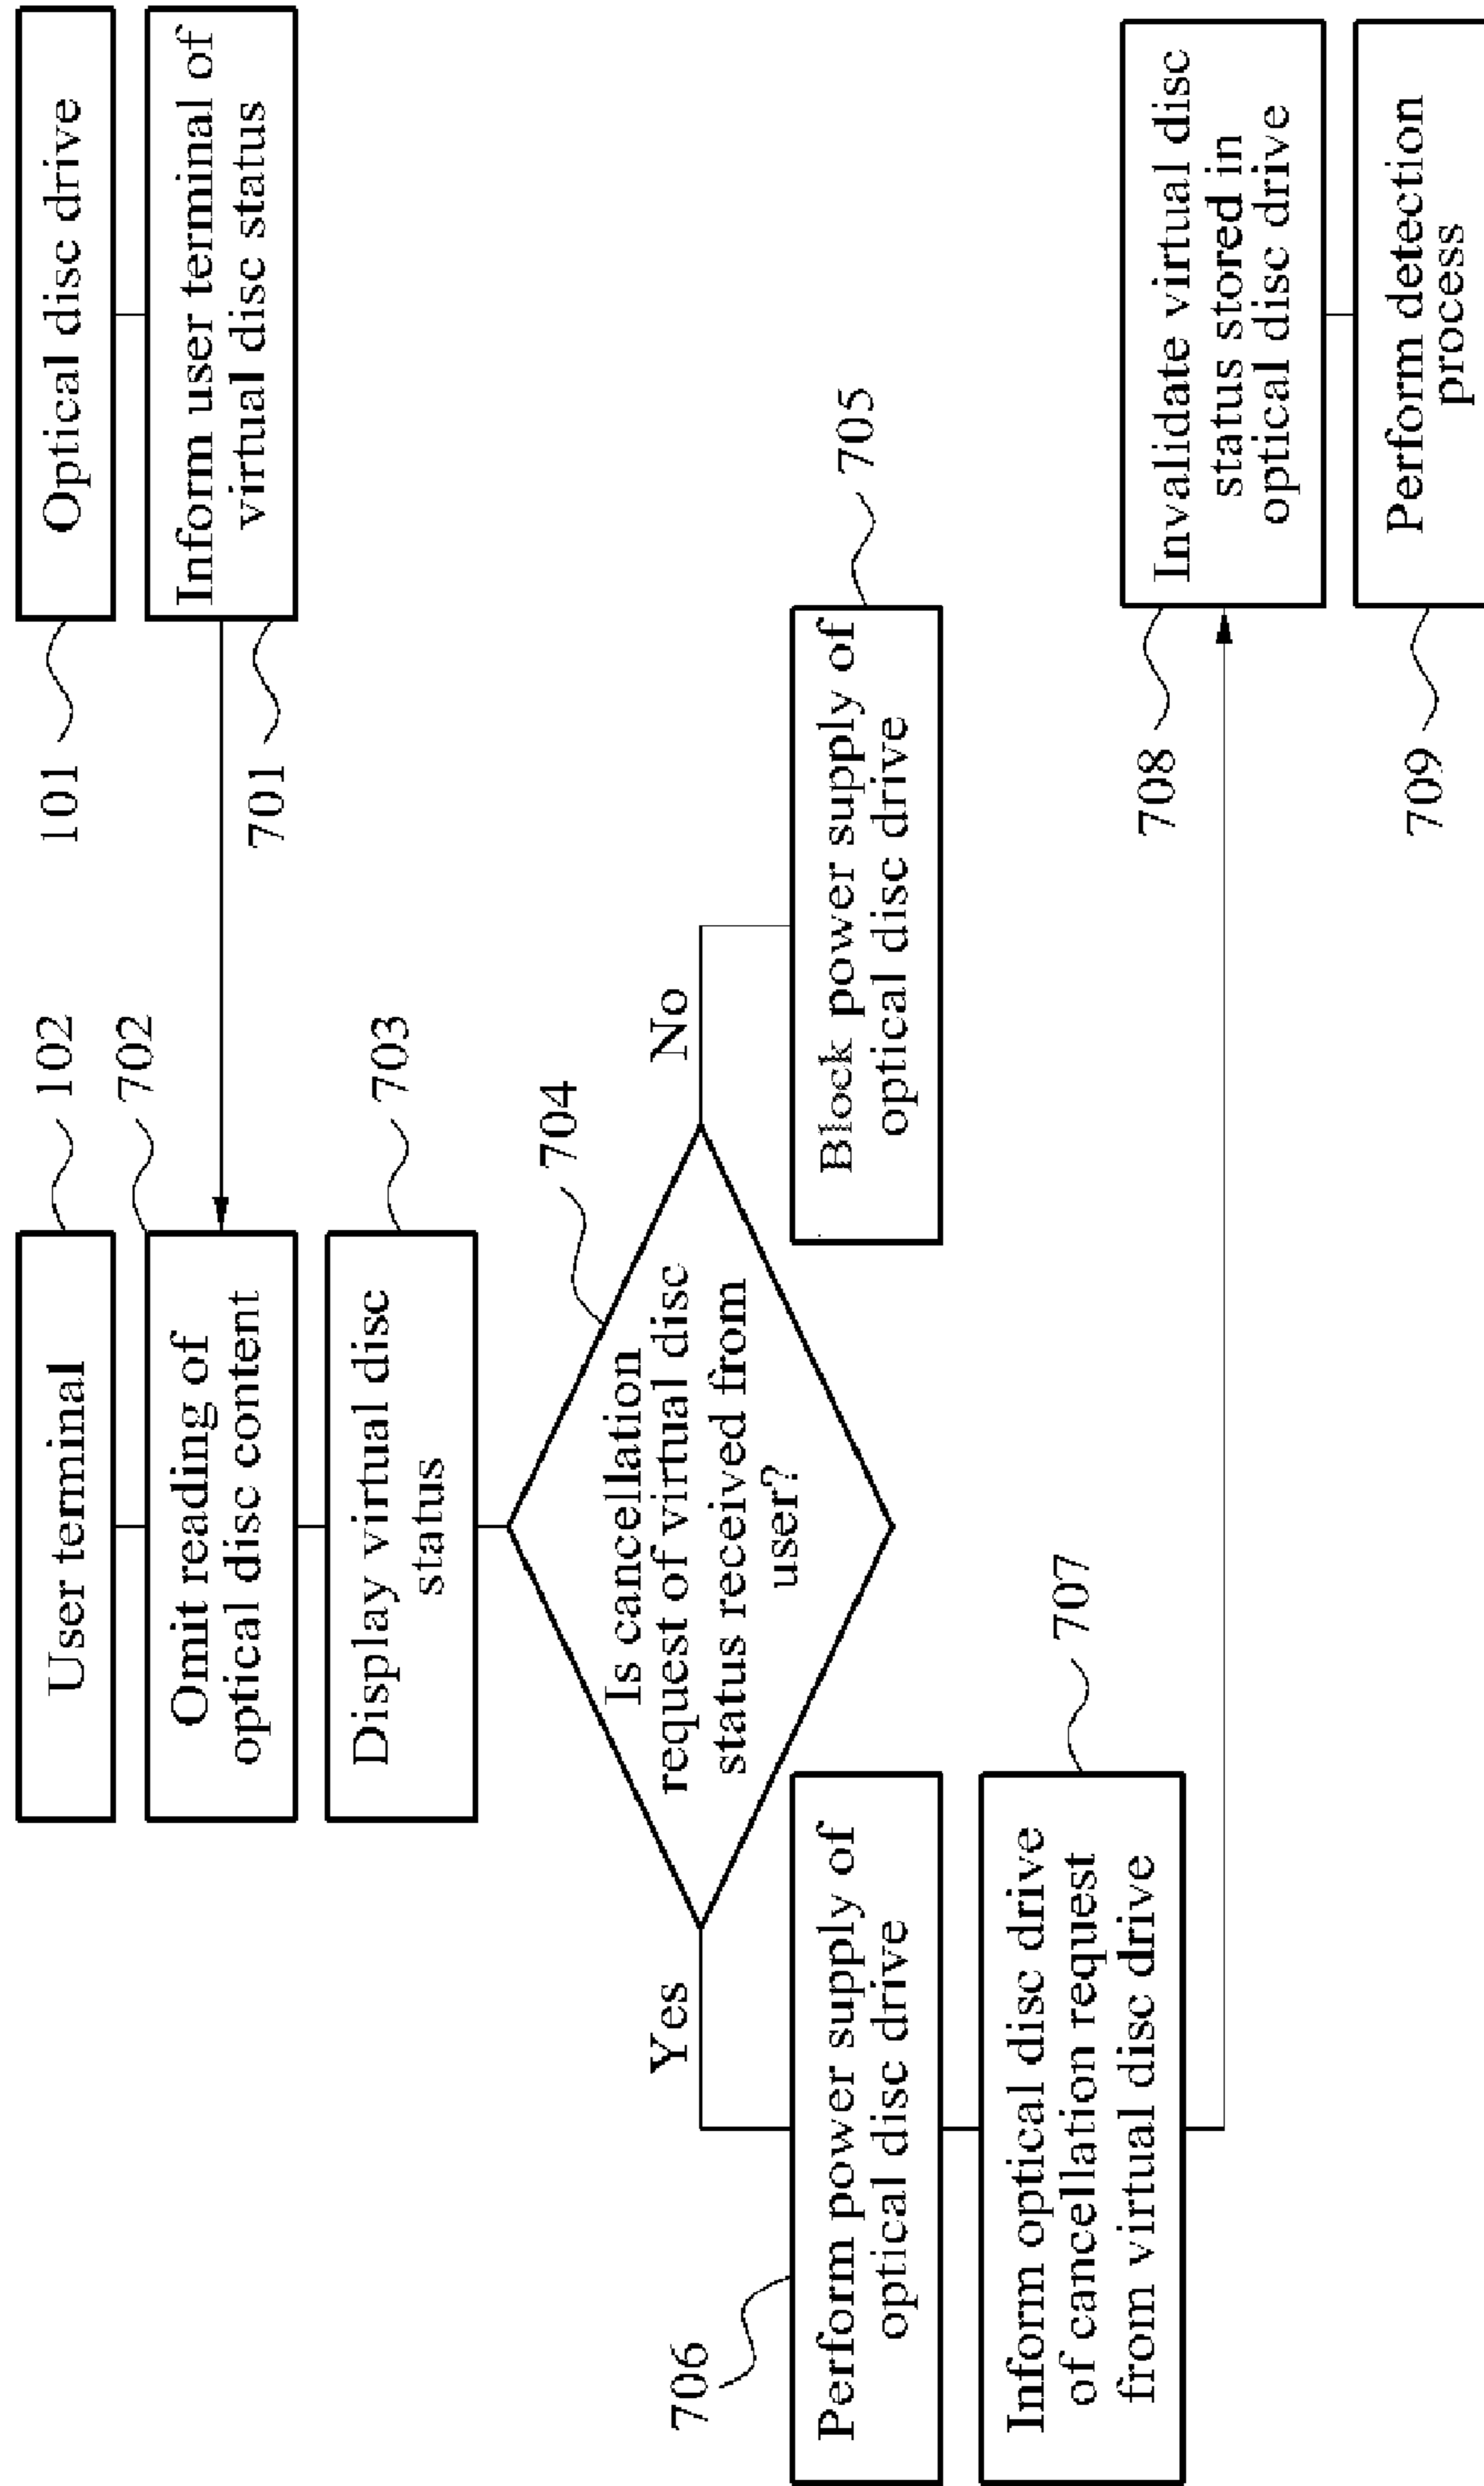 User terminal
102
Optical disc drive
101
Omit reading of
optical disc content
702
Inform user terminal of
virtual disc status
701
Display virtual disc
status
703
Is cancellation
request of virtual disc
status received from
user?
704
Yes
No
Perform power supply of
optical disc drive
706
Block power supply of
optical disc drive
705
Inform optical disc drive
of cancellation request
from virtual disc drive
707
Invalidate virtual disc
status stored in
optical disc drive
708
Perform detection
process
709